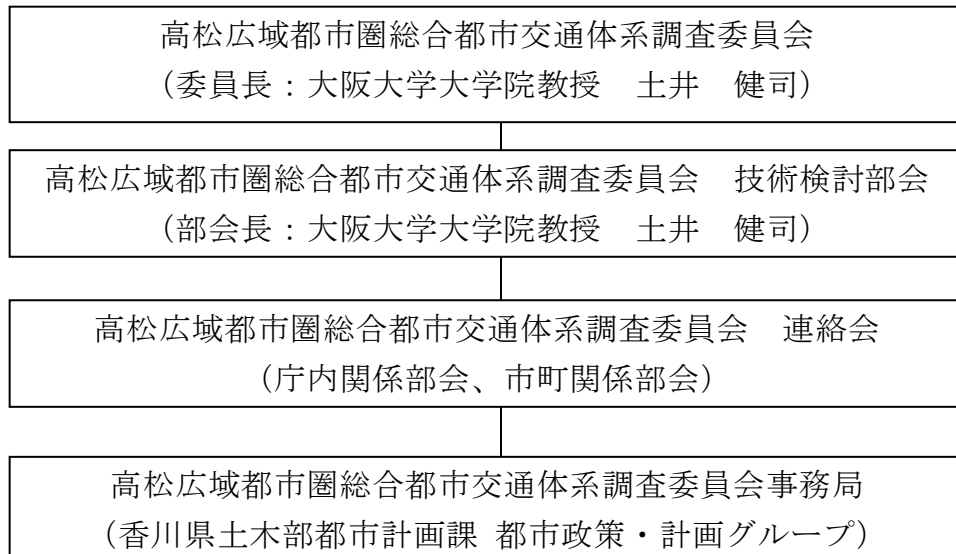 高松広域都市圏総合都市交通体系調査委員会
（委員長：大阪大学大学院教授　土井　健司）
高松広域都市圏総合都市交通体系調査委員会　技術検討部会
（部会長：大阪大学大学院教授　土井　健司）
高松広域都市圏総合都市交通体系調査委員会　連絡会
（庁内関係部会、市町関係部会）
高松広域都市圏総合都市交通体系調査委員会事務局
（香川県土木部都市計画課 都市政策・計画グループ）